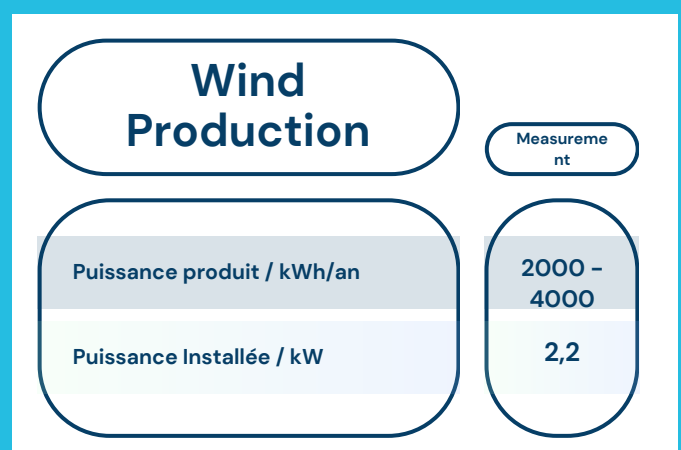 Wind
Production
Measureme
nt
Puissance produit / kWh/an
2000 -
4000
Puissance Installée / kW
2,2